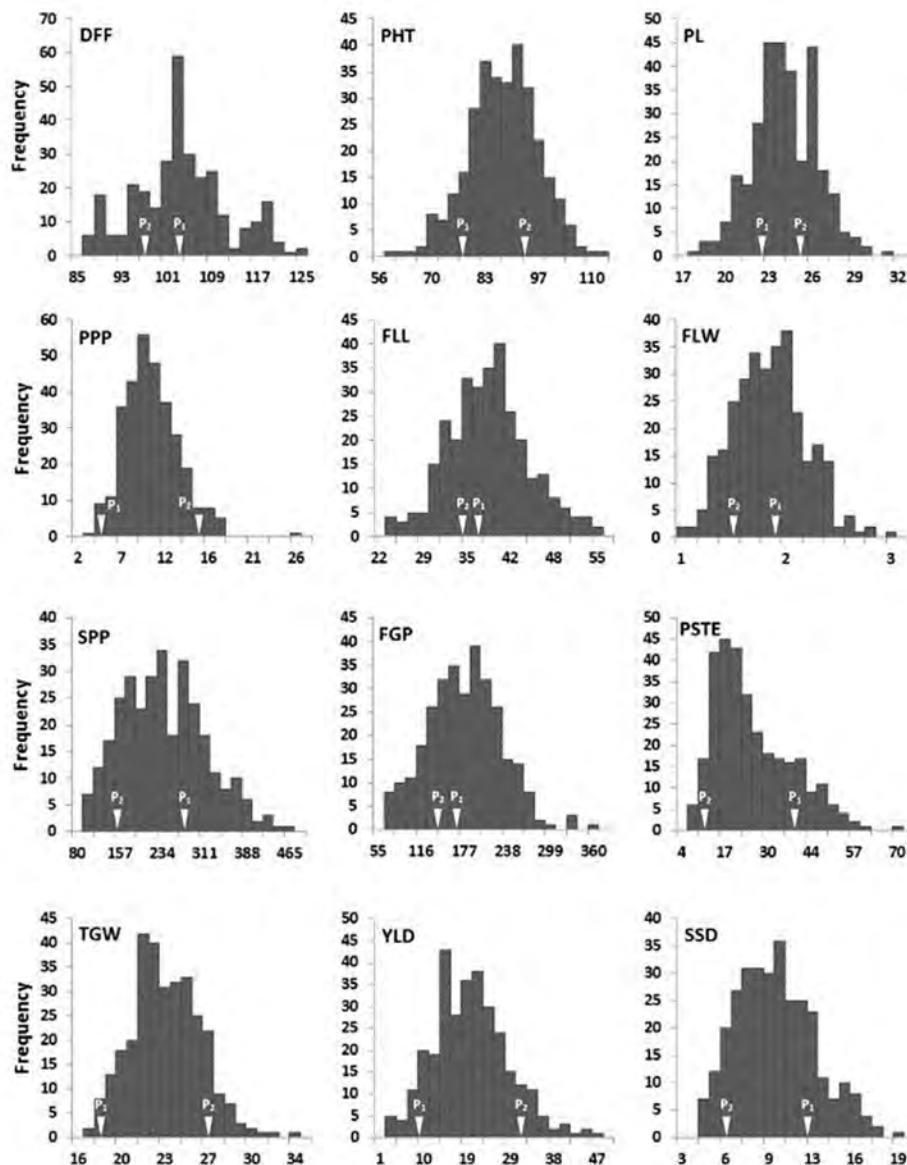 DFF
Frequency
70
60
50
40
30
20
10
0
P2 P1
85 93 101 109 117 125
PHT
45
40
35
30
25
20
15
10
5
0
P1 P2
56 70 83 97 110
PL
50
45
40
35
30
25
20
15
10
5
0
P1 P2
17 20 23 26 29 32
PPP
Frequency
60
50
40
30
20
10
0
P1 P2
2 7 12 16 21 26
FLL
45
40
35
30
25
20
15
10
5
0
P2 P1
22 29 35 42 48 55
FLW
40
35
30
25
20
15
10
5
0
P2 P1
1 2 3
SPP
Frequency
40
35
30
25
20
15
10
5
0
P2 P1
80 157 234 311 388 465
FGP
45
40
35
30
25
20
15
10
5
0
P2 P1
55 116 177 238 299 360
PSTE
50
45
40
35
30
25
20
15
10
5
0
P2 P1
4 17 30 44 57 70
TGW
Frequency
45
40
35
30
25
20
15
10
5
0
P1 P2
16 20 23 27 30 34
YLD
50
45
40
35
30
25
20
15
10
5
0
P1 P2
1 10 20 29 38 47
SSD
40
35
30
25
20
15
10
5
0
P2 P1
3 6 9 13 16 19